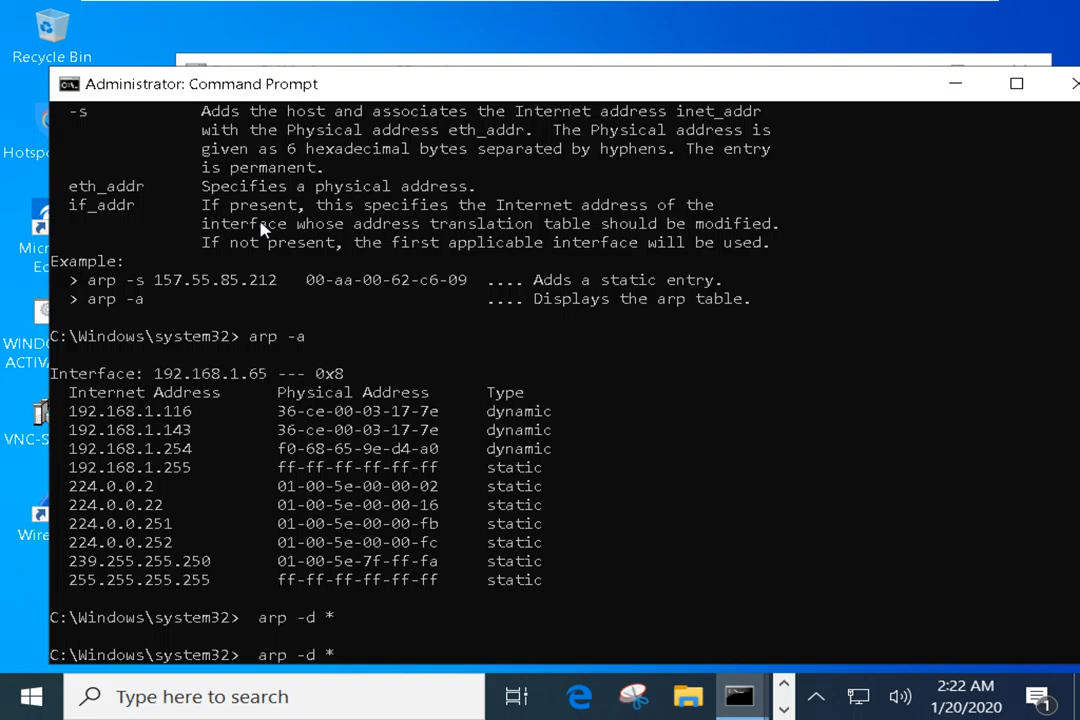 Recycle Bin
Administrator: Command Prompt
-s Adds the host and associates the Internet address inet_addr
with the Physical address eth_addr. The Physical address is
given as 6 hexadecimal bytes separated by hyphens. The entry
is permanent.
eth_addr Specifies a physical address.
if_addr If present, this specifies the Internet address of the
interface whose address translation table should be modified.
If not present, the first applicable interface will be used.
Example:
> arp -s 157.55.85.212 00-aa-00-62-c6-09 .... Adds a static entry.
> arp -a .... Displays the arp table.
C:\Windows\system32> arp -a
Interface: 192.168.1.65 --- 0x8
Internet Address Physical Address Type
192.168.1.116 36-ce-00-03-17-7e dynamic
192.168.1.143 36-ce-00-03-17-7e dynamic
192.168.1.254 f0-68-65-9e-d4-a0 dynamic
192.168.1.255 ff-ff-ff-ff-ff-ff static
224.0.0.2 01-00-5e-00-00-02 static
224.0.0.22 01-00-5e-00-00-16 static
224.0.0.251 01-00-5e-00-00-fb static
224.0.0.252 01-00-5e-00-00-fc static
239.255.255.250 01-00-5e-7f-ff-fa static
255.255.255.255 ff-ff-ff-ff-ff-ff static
C:\Windows\system32> arp -d *
C:\Windows\system32> arp -d *
Hotspo
Micr
Ed
WIND
ACTIVA
VNC-S
Wire
Type here to search
2:22 AM
1/20/2020
1